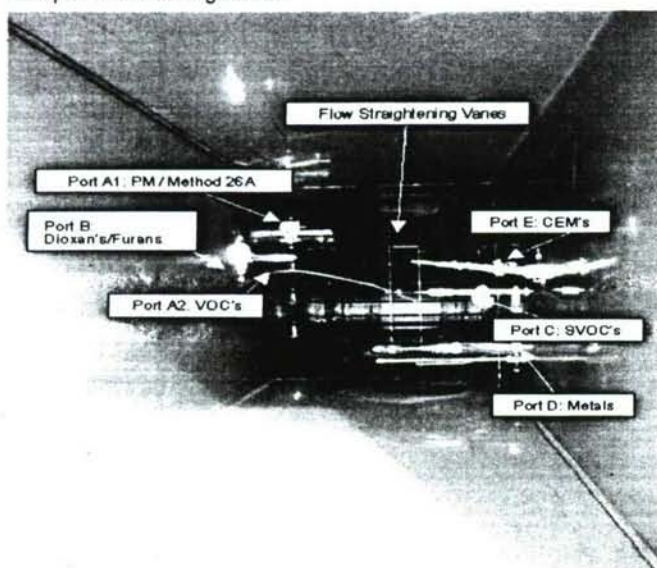 Flow Straightening Vanes
Port A1: PM / Method 26A
Port B
Dioxan's/Furans
Port E: CEM's
Port A2: VOC's
Port C: SVOC's
Port D: Metals